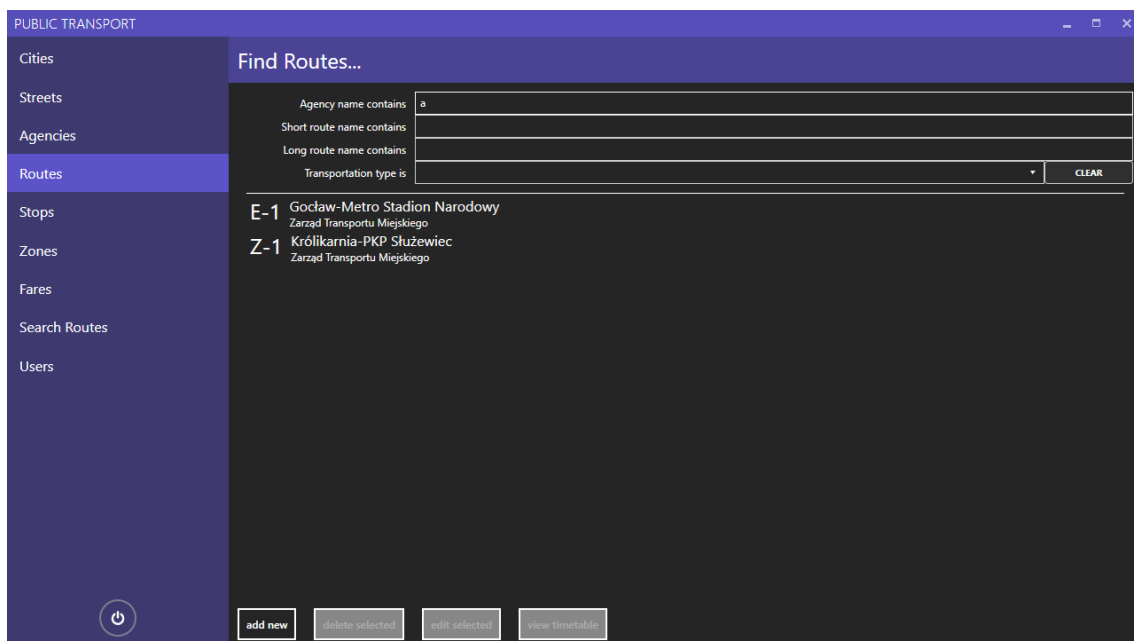 PUBLIC TRANSPORT
Cities
Streets
Agencies
Routes
Stops
Zones
Fares
Search Routes
Users
Find Routes...
Agency name contains a
Short route name contains
Long route name contains
Transportation type is CLEAR
E-1 Gocław-Metro Stadion Narodowy
Zarząd Transportu Miejskiego
Z-1 Królikarnia-PKP Służewiec
Zarząd Transportu Miejskiego
add new delete selected edit selected view timetable